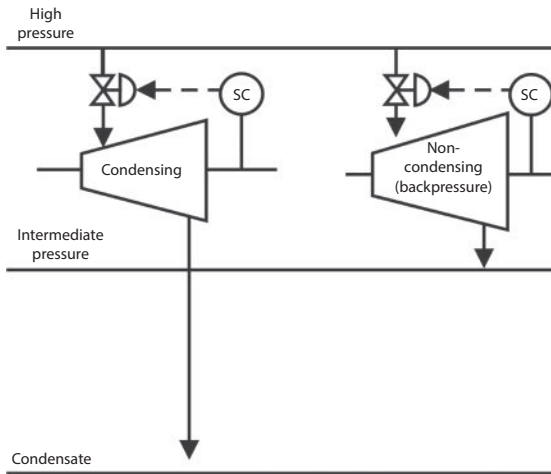 High
pressure
SC
SC
Condensing
Non-
condensing
(backpressure)
Intermediate
pressure
Condensate